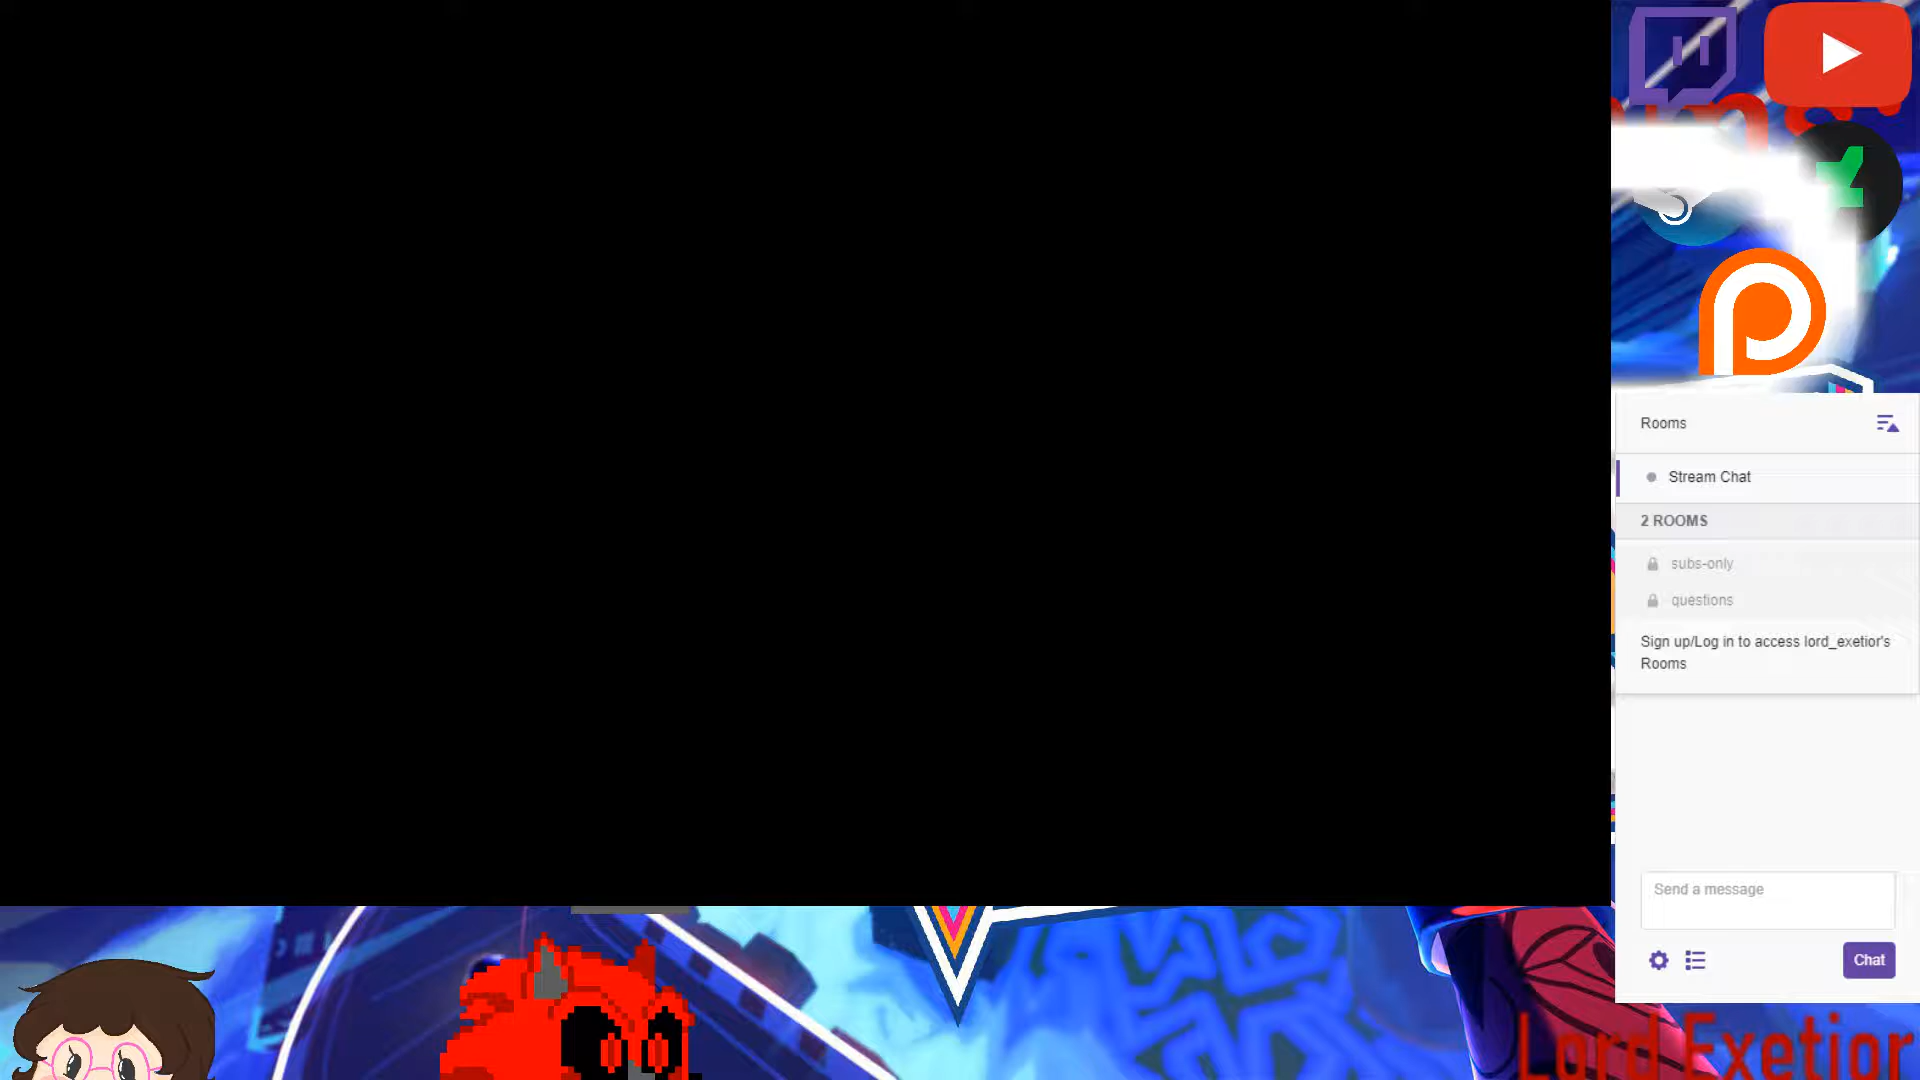 Rooms
Stream Chat
2 ROOMS
subs-only
questions
Sign up/Log in to access lord_exetior's
Rooms
Send a message
Chat
Lord Exetior